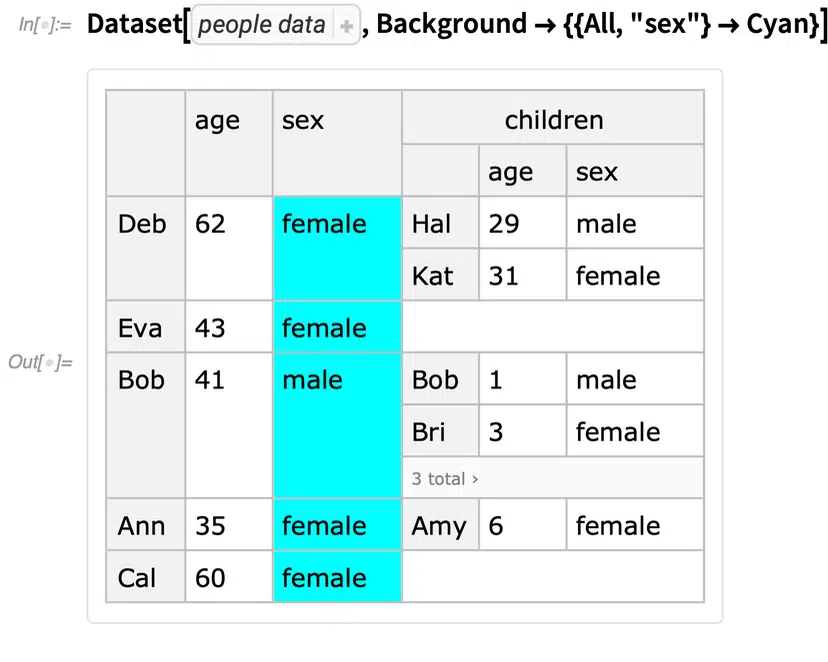 In[●]:= Dataset[people data +, Background → {{All, "sex"} → Cyan}]
age sex children
age sex
Deb 62 female Hal 29 male
Kat 31 female
Eva 43 female
Out[●]=
Bob 41 male Bob 1 male
Bri 3 female
3 total ›
Ann 35 female Amy 6 female
Cal 60 female